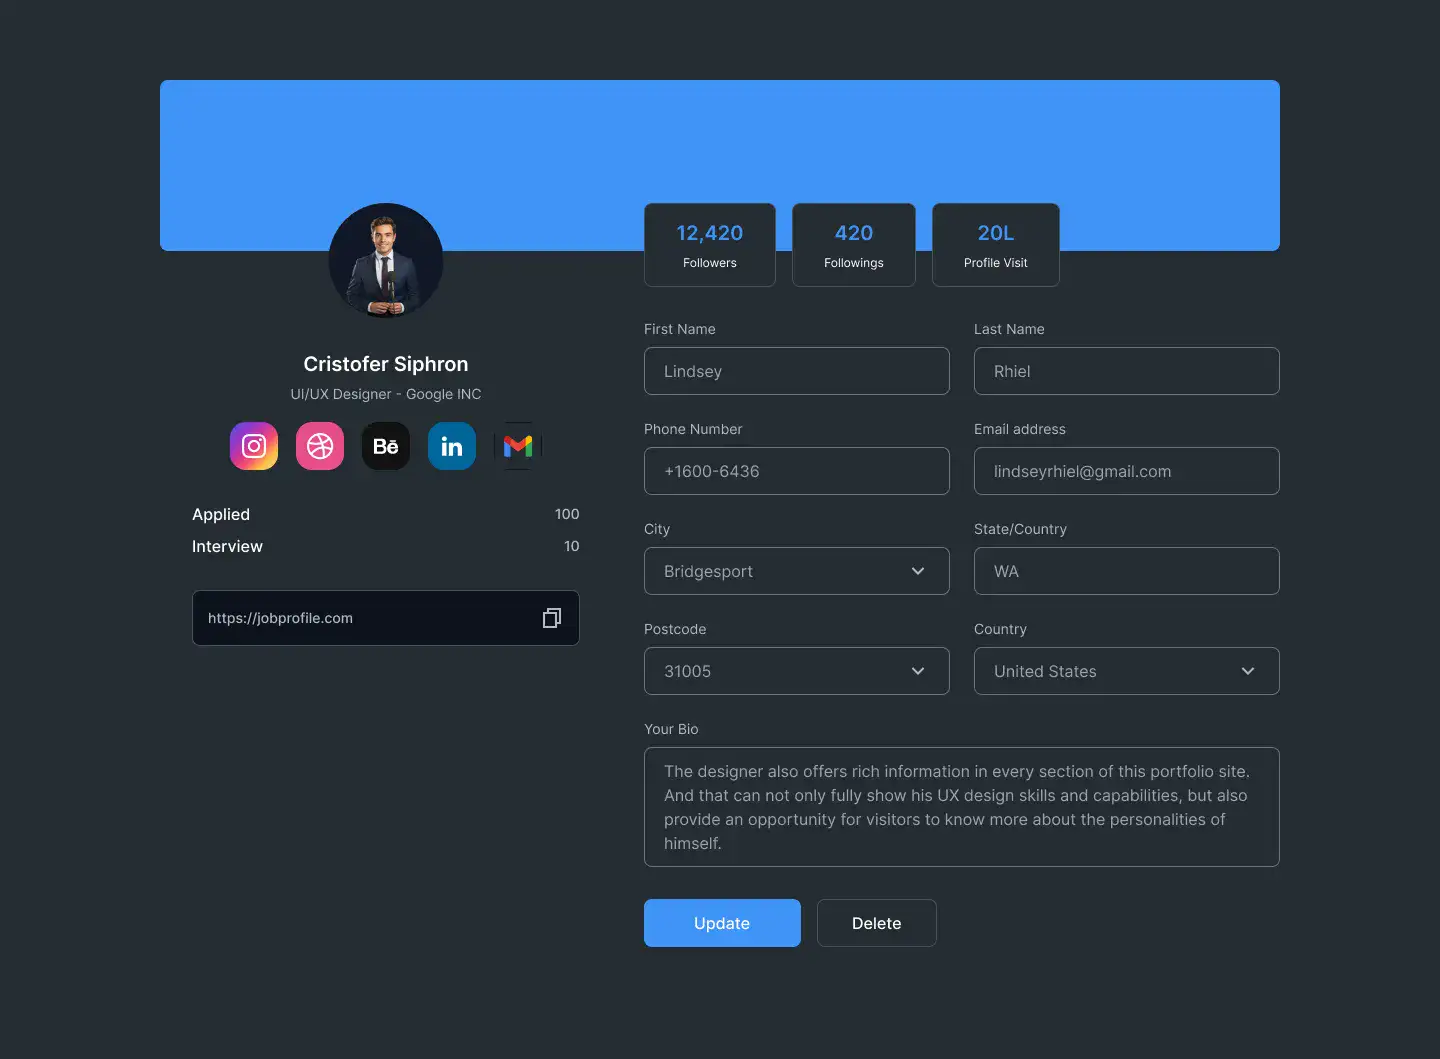 12,420
Followers
420
Followings
20L
Profile Visit
Cristofer Siphron
UI/UX Designer - Google INC
Bē
in
Applied 100
Interview 10
https://jobprofile.com
First Name
Lindsey
Last Name
Rhiel
Phone Number
+1600-6436
Email address
lindseyrhiel@gmail.com
City
Bridgesport
State/Country
WA
Postcode
31005
Country
United States
Your Bio
The designer also offers rich information in every section of this portfolio site.
And that can not only fully show his UX design skills and capabilities, but also
provide an opportunity for visitors to know more about the personalities of
himself.
Update
Delete